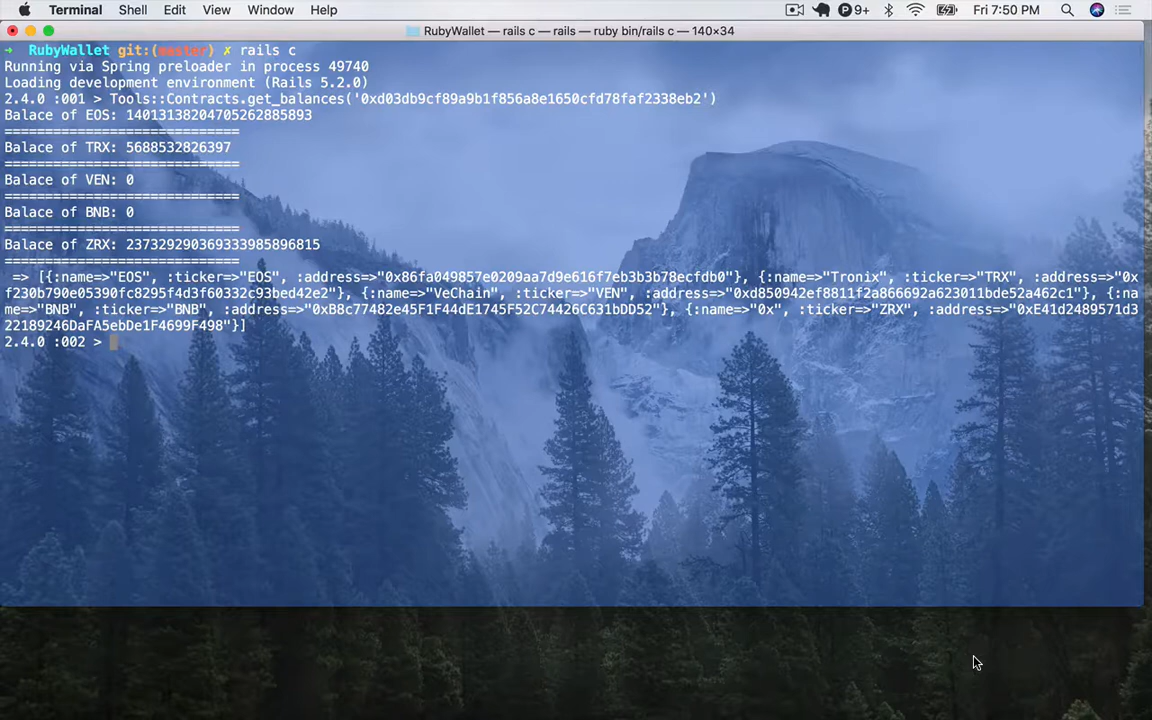 Terminal Shell Edit View Window Help 9+ Fri 7:50 PM
RubyWallet — rails c — rails — ruby bin/rails c — 140×34
➜ RubyWallet git:(master) ✗ rails c
Running via Spring preloader in process 49740
Loading development environment (Rails 5.2.0)
2.4.0 :001 > Tools::Contracts.get_balances('0xd03db9cf89a9b1f856a8e1650cfd78faf2338eb2')
Balace of EOS: 14013138204705262885893
=============================
Balace of TRX: 5688532826397
=============================
Balace of VEN: 0
=============================
Balace of BNB: 0
=============================
Balace of ZRX: 237329290369333985896815
=============================
 => [{:name=>"EOS", :ticker=>"EOS", :address=>"0x86fa049857e0209aa7d9e616f7eb3b3b78ecfdb0"}, {:name=>"Tronix", :ticker=>"TRX", :address=>"0x
f230b790e05390fc8295f4d3f60332c93bed42e2"}, {:name=>"VeChain", :ticker=>"VEN", :address=>"0xd850942ef8811f2a866692a623011bde52a462c1"}, {:na
me=>"BNB", :ticker=>"BNB", :address=>"0xB8c77482e45F1F44dE1745F52C74426C631bDD52"}, {:name=>"0x", :ticker=>"ZRX", :address=>"0xE41d2489571d3
22189246DaFA5ebDe1F4699F498"}]
2.4.0 :002 >